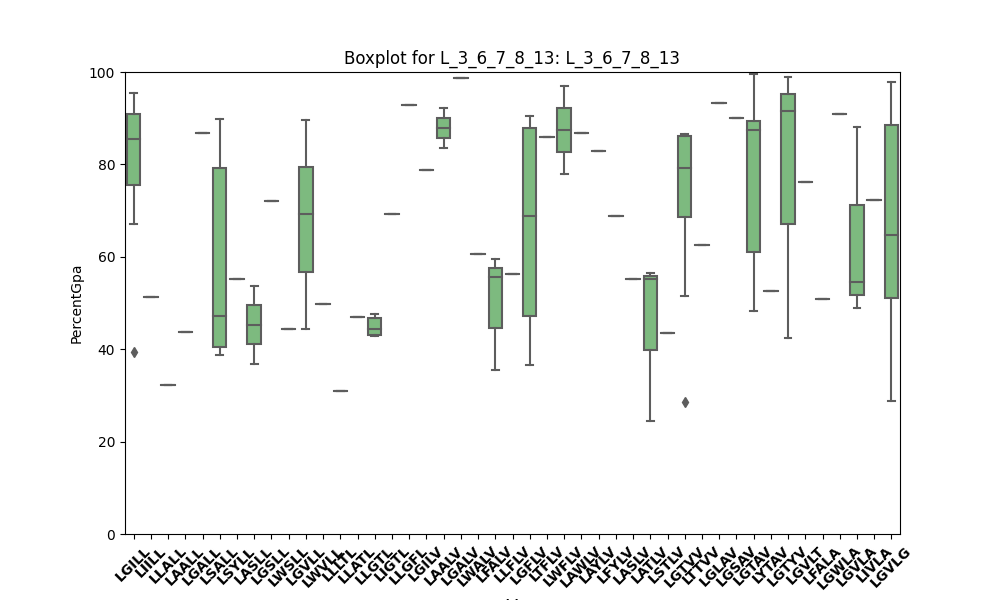 Boxplot for L_3_6_7_8_13: L_3_6_7_8_13
PercentGpa
100
80
60
40
20
0
LGILL
LIILL
LLALL
LAALL
LGALL
LSALL
LSYLL
LASLL
LGSLL
LWSLL
LGVLL
LWYLL
LLATL
LLGTL
LIGTL
LLGFL
LGILV
LAALV
LGALV
LWALV
LFALV
LLFLV
LGFLV
LTFLV
LWFLV
LAWLV
LAYLV
LFYLV
LASLV
LATLV
LSTLV
LGTVV
LTTVV
LGLAV
LGSAV
LGTAV
LYTAV
LGTYV
LGVLT
LFALA
LGWLA
LGVLA
LIVLA
LGVLG